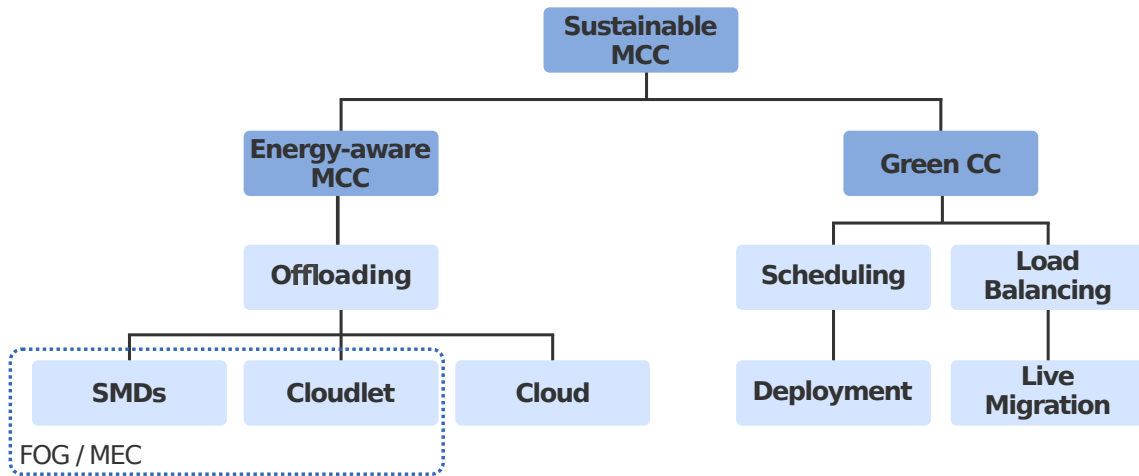 Sustainable
MCC
Energy-aware
MCC
Green CC
Offloading
Scheduling
Load
Balancing
SMDs
Cloudlet
Cloud
Deployment
Live
Migration
FOG / MEC